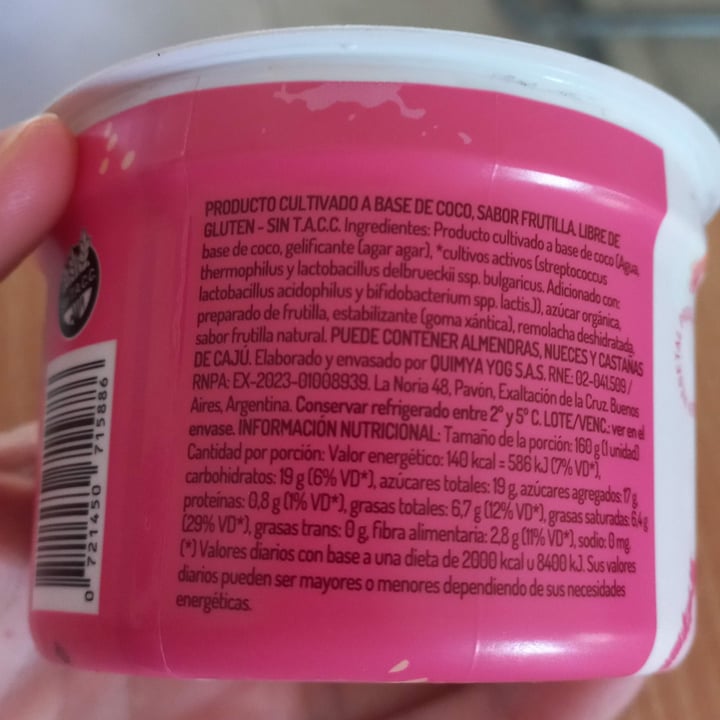 PRODUCTO CULTIVADO A BASE DE COCO, SABOR FRUTILLA. LIBRE DE
GLUTEN - SIN T.A.C.C. Ingredientes: Producto cultivado a base de coco (Agua,
base de coco, gelificante (agar agar), *cultivos activos (streptococcus
thermophilus y lactobacillus delbrueckii ssp. bulgaricus. Adicionado con:
lactobacillus acidophilus y bifidobacterium spp. lactis.)), azúcar orgánica,
preparado de frutilla, estabilizante (goma xántica), remolacha deshidratada,
sabor frutilla natural. PUEDE CONTENER ALMENDRAS, NUECES Y CASTAÑAS
DE CAJÚ. Elaborado y envasado por QUIMYA YOG S.A.S. RNE: 02-041.509 /
RNPA: EX-2023-01008939. La Noria 48, Pavón, Exaltación de la Cruz. Buenos
Aires, Argentina. Conservar refrigerado entre 2° y 5° C. LOTE/VENC.: ver en el
envase. INFORMACIÓN NUTRICIONAL: Tamaño de la porción: 160 g (1 unidad)
Cantidad por porción: Valor energético: 140 kcal = 586 kJ (7% VD*),
carbohidratos: 19 g (6% VD*), azúcares totales: 19 g, azúcares agregados: 17 g,
proteínas: 0,8 g (1% VD*), grasas totales: 6,7 g (12% VD*), grasas saturadas: 6,4 g
(29% VD*), grasas trans: 0 g, fibra alimentaria: 2,8 g (11% VD*), sodio: 0 mg.
(*) Valores diarios con base a una dieta de 2000 kcal u 8400 kJ. Sus valores
diarios pueden ser mayores o menores dependiendo de sus necesidades
energéticas.
0 721450 715886